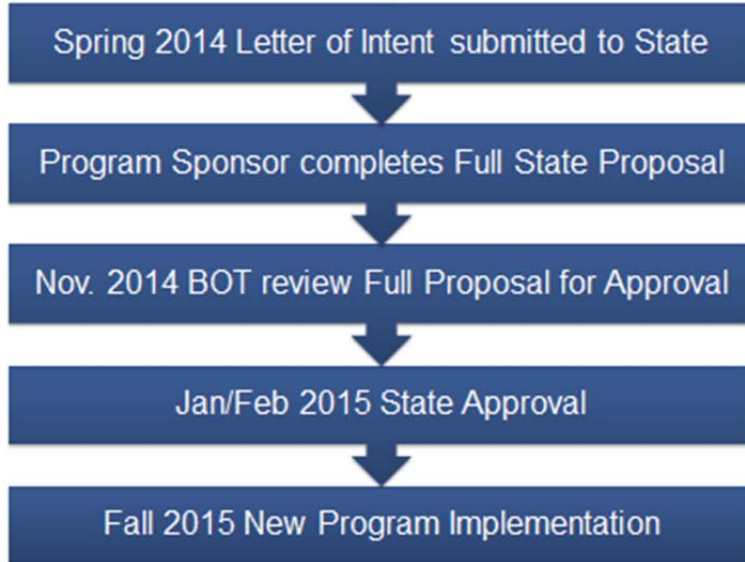 Spring 2014 Letter of Intent submitted to State
Program Sponsor completes Full State Proposal
Nov. 2014 BOT review Full Proposal for Approval
Jan/Feb 2015 State Approval
Fall 2015 New Program Implementation